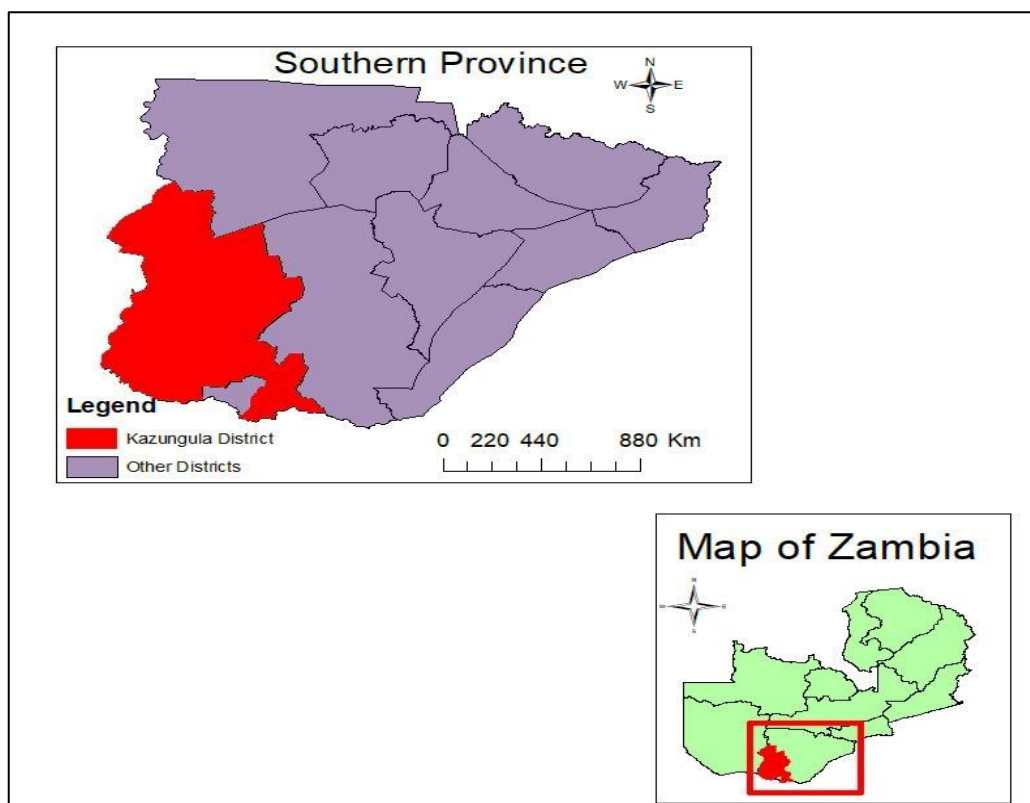 Southern Province
N
W E
S
Legend
Kazungula District
Other Districts
0 220 440 880 Km
Map of Zambia
N
W E
S